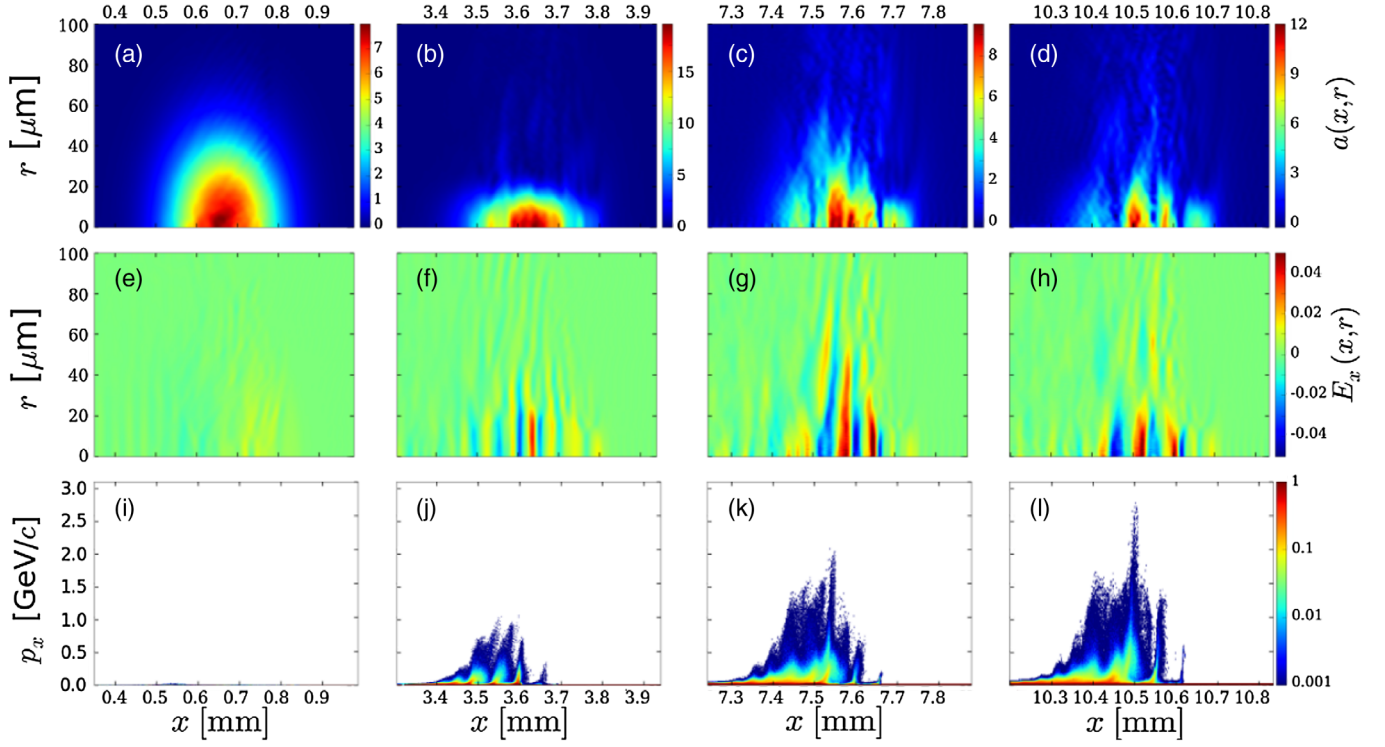 0.4 0.5 0.6 0.7 0.8 0.9
3.4 3.5 3.6 3.7 3.8 3.9
7.3 7.4 7.5 7.6 7.7 7.8
10.3 10.4 10.5 10.6 10.7 10.8
r [μm]
100
80
60
40
20
0
(a)
7
6
5
4
3
2
1
0
(b)
15
10
5
0
(c)
8
6
4
2
0
(d)
12
9
6
3
0
a(x,r)
r [μm]
100
80
60
40
20
0
(e)
(f)
(g)
(h)
0.04
0.02
0
-0.02
-0.04
E_x(x,r)
p_x [GeV/c]
3.0
2.5
2.0
1.5
1.0
0.5
0.0
(i)
(j)
(k)
(l)
1
0.1
0.01
0.001
0.4 0.5 0.6 0.7 0.8 0.9
3.4 3.5 3.6 3.7 3.8 3.9
7.3 7.4 7.5 7.6 7.7 7.8
10.3 10.4 10.5 10.6 10.7 10.8
x [mm]
x [mm]
x [mm]
x [mm]